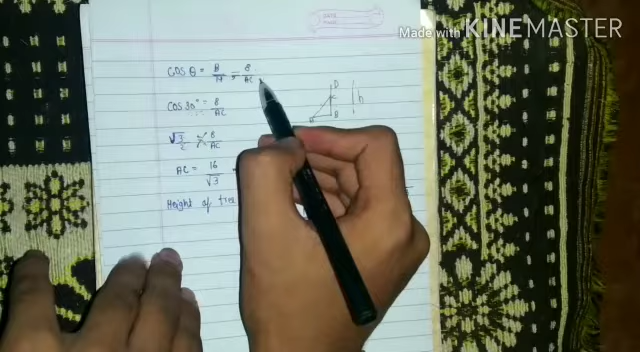 Made with KINEMASTER
cos θ = B/H = 8/AC
D
h
cos 30° = 8/AC
B
√3/2 = 8/AC
AC = 16/√3
Height of tree